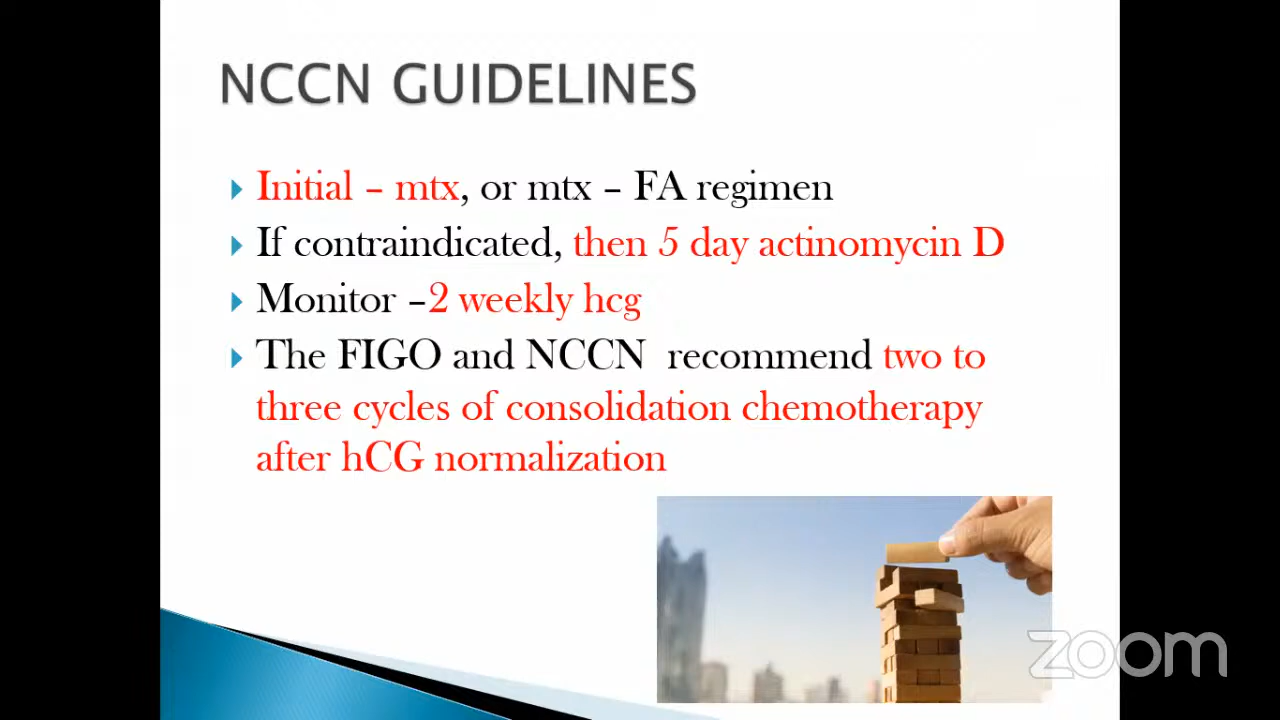 NCCN GUIDELINES
Initial – mtx, or mtx – FA regimen
If contraindicated, then 5 day actinomycin D
Monitor –2 weekly hcg
The FIGO and NCCN recommend two to
three cycles of consolidation chemotherapy
after hCG normalization
zoom